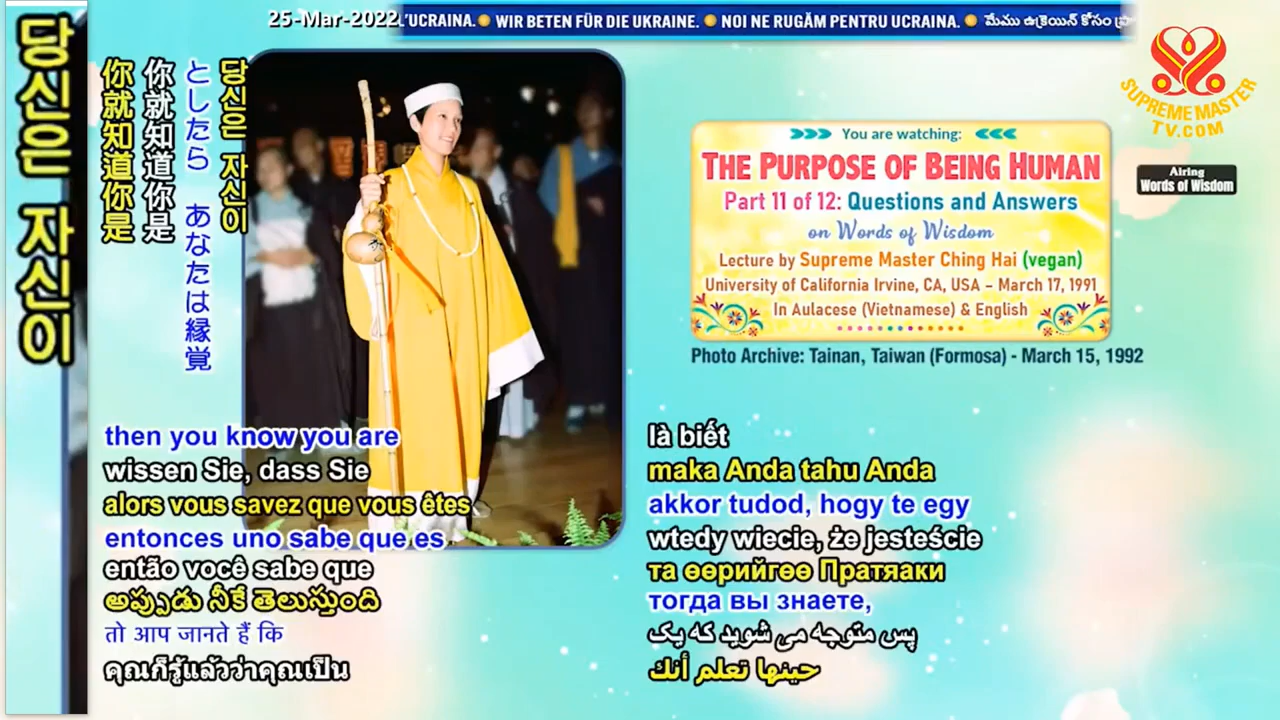 당신은 자신이
25-Mar-2022
L'UCRAINA. WIR BETEN FÜR DIE UKRAINE. NOI NE RUGĂM PENTRU UCRAINA. మేము ఉక్రెయిన్ కోసం
SUPREME MASTER
TV.COM
Airing
Words of Wisdom
You are watching:
THE PURPOSE OF BEING HUMAN
Part 11 of 12: Questions and Answers
on Words of Wisdom
Lecture by Supreme Master Ching Hai (vegan)
University of California Irvine, CA, USA – March 17, 1991
In Aulacese (Vietnamese) & English
Photo Archive: Tainan, Taiwan (Formosa) - March 15, 1992
당신은 자신이
としたら あなたは縁覚
你就知道你是
你就知道你是
then you know you are
wissen Sie, dass Sie
alors vous savez que vous êtes
entonces uno sabe que es
então você sabe que
అప్పుడు నీకే తెలుస్తుంది
तो आप जानते हैं कि
คุณก็รู้แล้วว่าคุณเป็น
là biết
maka Anda tahu Anda
akkor tudod, hogy te egy
wtedy wiecie, że jesteście
та өөрийгөө Пратяаки
тогда вы знаете,
پس متوجه می شوید که یک
حينها تعلم أنك